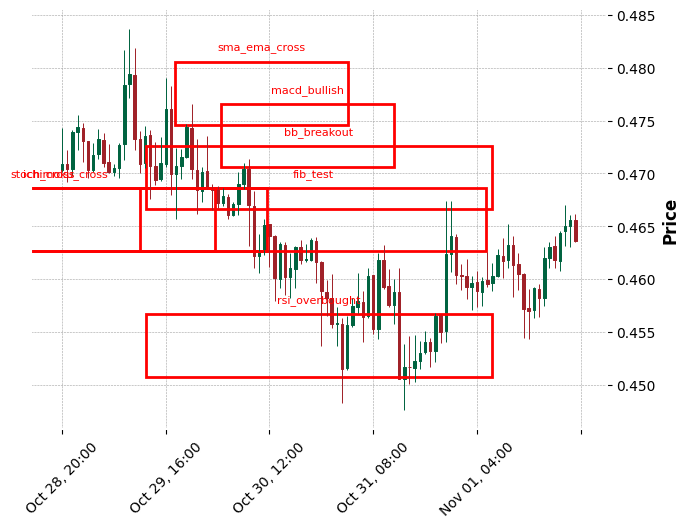 0.485
sma_ema_cross
0.480
macd_bullish
0.475
bb_breakout
0.470
fib_test
0.465
0.460
rsi_overbought
0.455
0.450
Price
Oct 28, 20:00
Oct 29, 16:00
Oct 30, 12:00
Oct 31, 08:00
Nov 01, 04:00